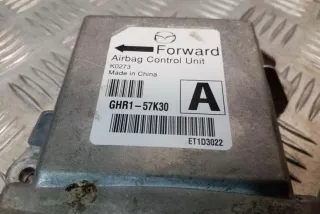 Forward
Airbag Control Unit
K0273
Made in China
GHR1-57K30
A
ET1D3022